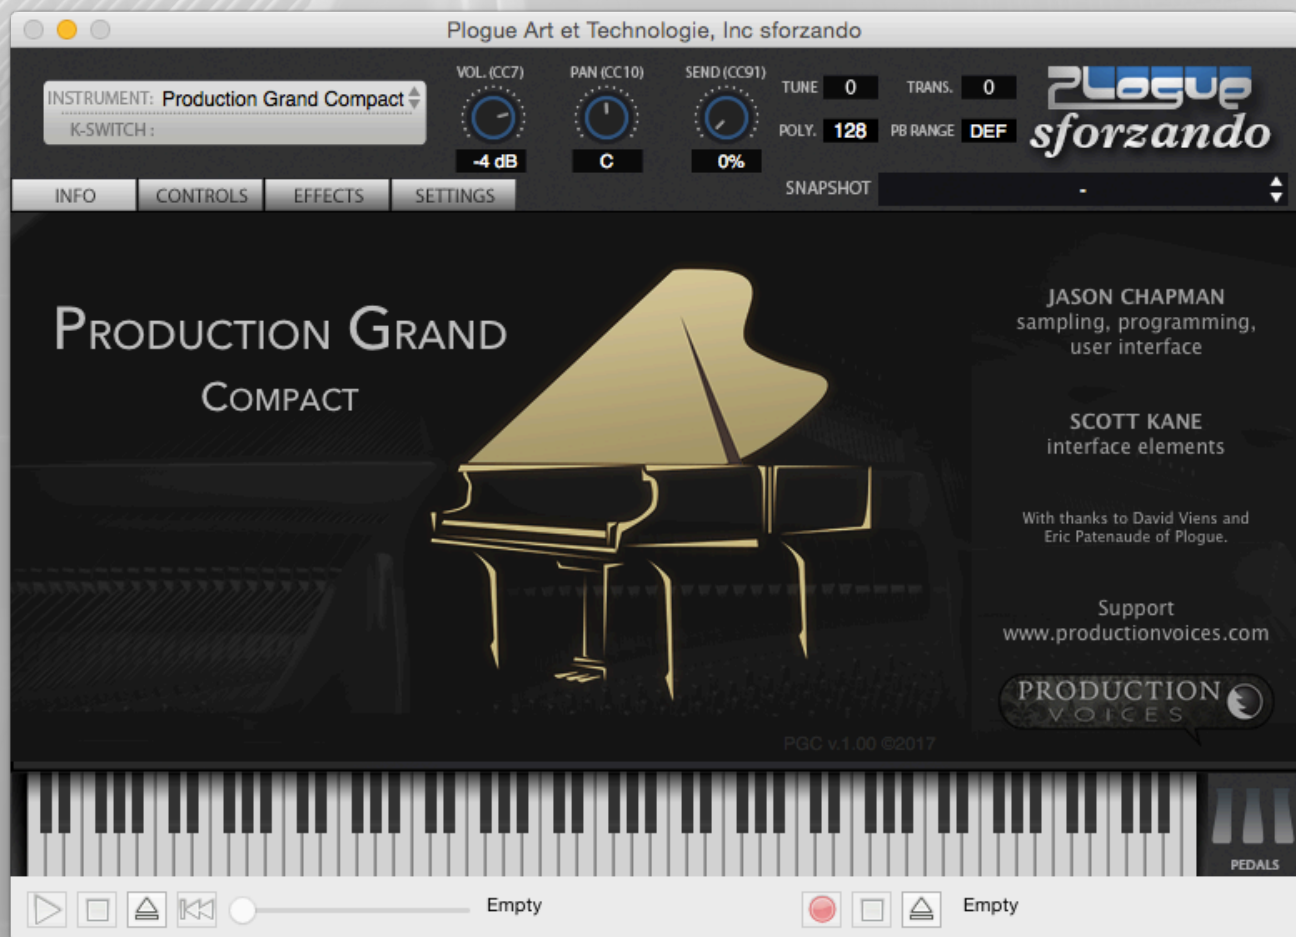 Plogue Art et Technologie, Inc sforzando
INSTRUMENT: Production Grand Compact
K-SWITCH :
VOL. (CC7)
-4 dB
PAN (CC10)
C
SEND (CC91)
0%
TUNE 0
TRANS. 0
POLY. 128
PB RANGE DEF
Plogue
sforzando
INFO
CONTROLS
EFFECTS
SETTINGS
SNAPSHOT -
PRODUCTION GRAND
COMPACT
JASON CHAPMAN
sampling, programming,
user interface
SCOTT KANE
interface elements
With thanks to David Viens and
Eric Patenaude of Plogue.
Support
www.productionvoices.com
PRODUCTION
VOICES
PGC v.1.00 ©2017
PEDALS
Empty
Empty